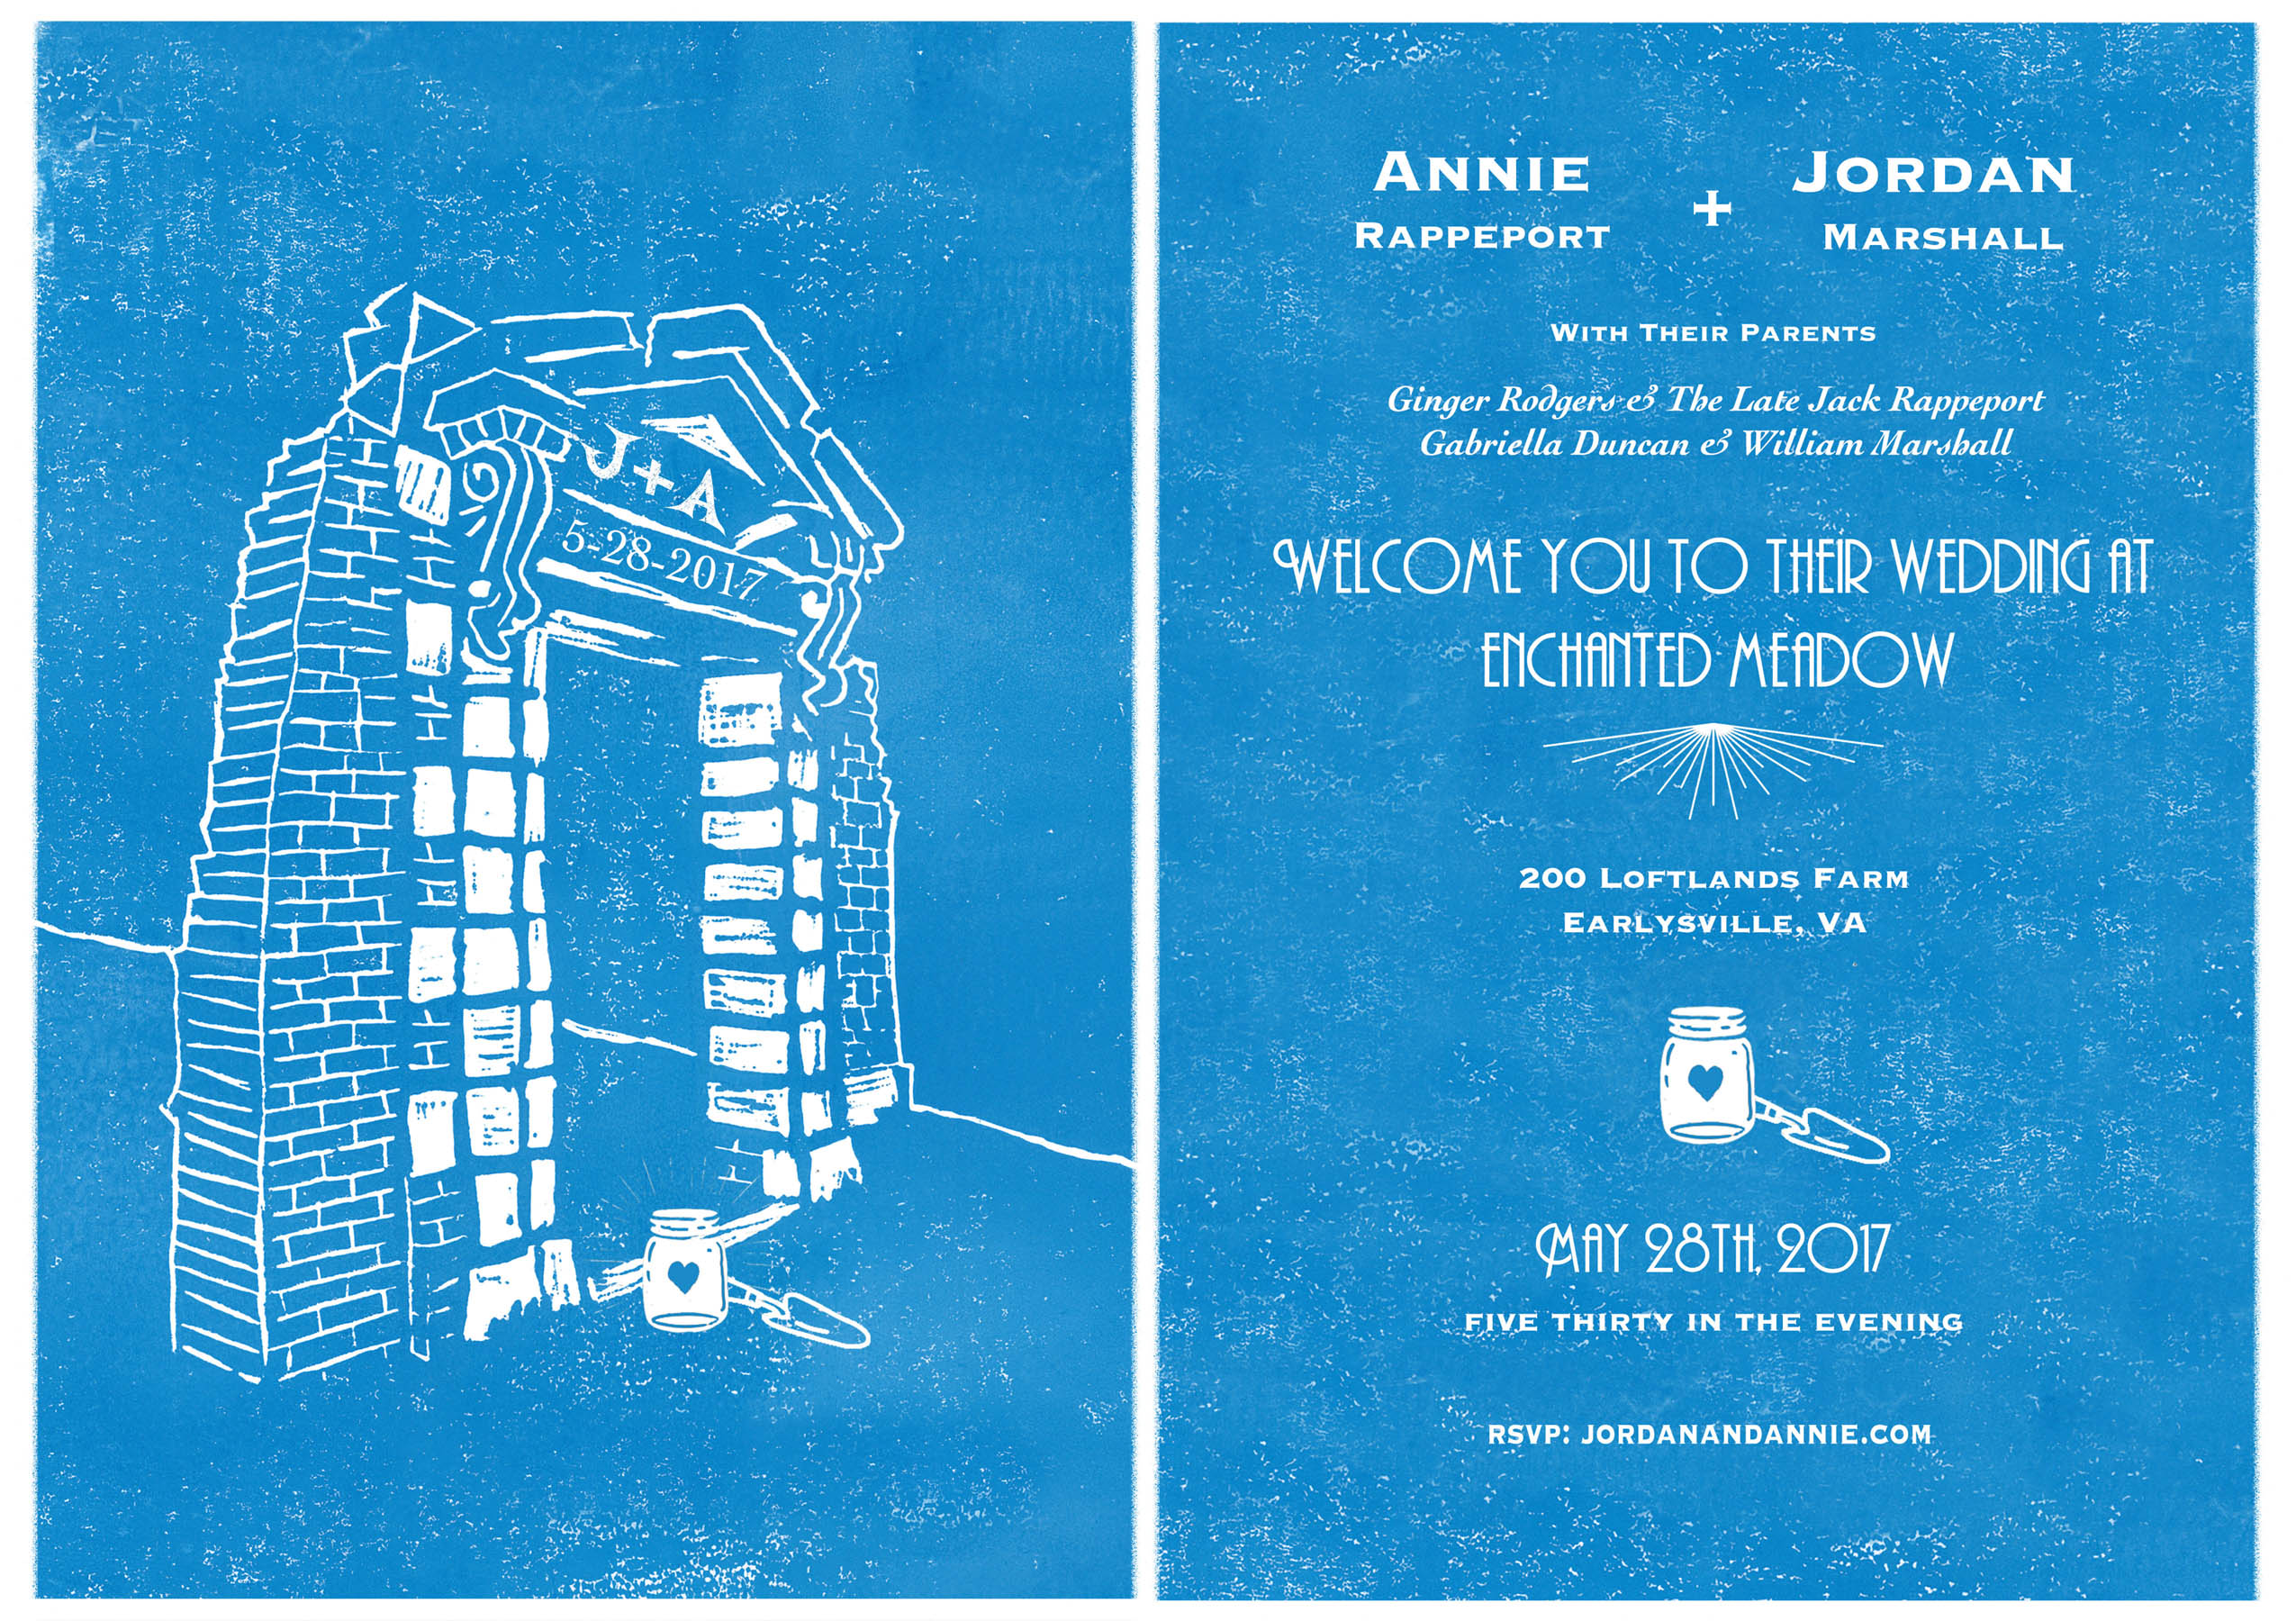 J+A
5-28-2017
ANNIE + JORDAN
RAPPEPORT MARSHALL
WITH THEIR PARENTS
Ginger Rodgers & The Late Jack Rappeport
Gabriella Duncan & William Marshall
WELCOME YOU TO THEIR WEDDING AT
ENCHANTED MEADOW
200 LOFTLANDS FARM
EARLYSVILLE, VA
MAY 28TH, 2017
FIVE THIRTY IN THE EVENING
RSVP: JORDANANDANNIE.COM